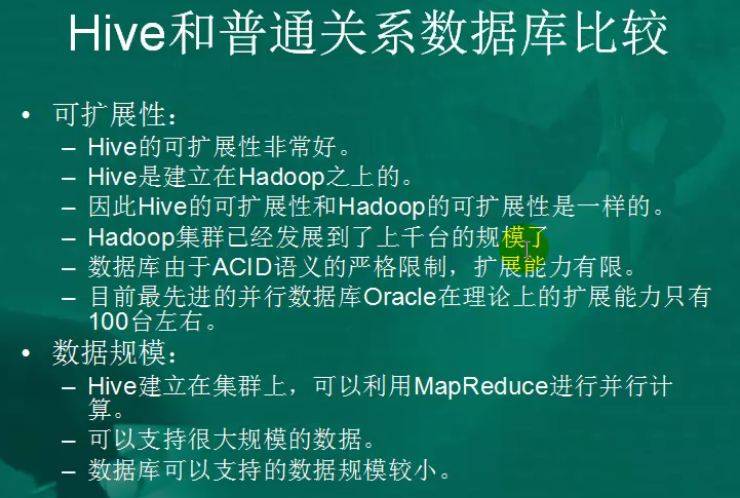 Hive和普通关系数据库比较
• 可扩展性：
– Hive的可扩展性非常好。
– Hive是建立在Hadoop之上的。
– 因此Hive的可扩展性和Hadoop的可扩展性是一样的。
– Hadoop集群已经发展到了上千台的规模了
– 数据库由于ACID语义的严格限制，扩展能力有限。
– 目前最先进的并行数据库Oracle在理论上的扩展能力只有
100台左右。
• 数据规模：
– Hive建立在集群上，可以利用MapReduce进行并行计
算。
– 可以支持很大规模的数据。
– 数据库可以支持的数据规模较小。